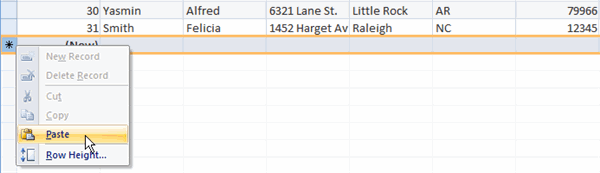 30 Yasmin Alfred 6321 Lane St. Little Rock AR 79966
31 Smith Felicia 1452 Harget Av Raleigh NC 12345
* (New)
New Record
Delete Record
Cut
Copy
Paste
Row Height...